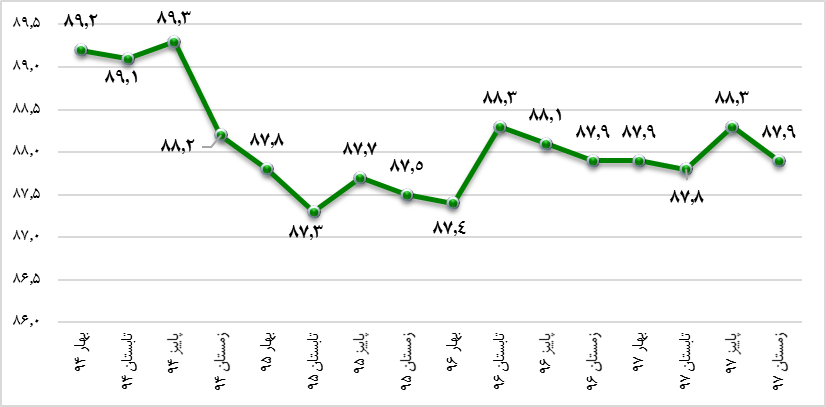 ۸۹,۵
۸۹,۰
۸۸,۵
۸۸,۰
۸۷,۵
۸۷,۰
۸۶,۵
۸۶,۰
۸۹,۲
۸۹,۱
۸۹,۳
۸۸,۲
۸۷,۸
۸۷,۳
۸۷,۷
۸۷,۵
۸۷,٤
۸۸,۳
۸۸,۱
۸۷,۹
۸۷,۹
۸۷,۸
۸۸,۳
۸۷,۹
بهار ۹۴
تابستان ۹۴
پاییز ۹۴
زمستان ۹۴
بهار ۹۵
تابستان ۹۵
پاییز ۹۵
زمستان ۹۵
بهار ۹۶
تابستان ۹۶
پاییز ۹۶
زمستان ۹۶
بهار ۹۷
تابستان ۹۷
پاییز ۹۷
زمستان ۹۷